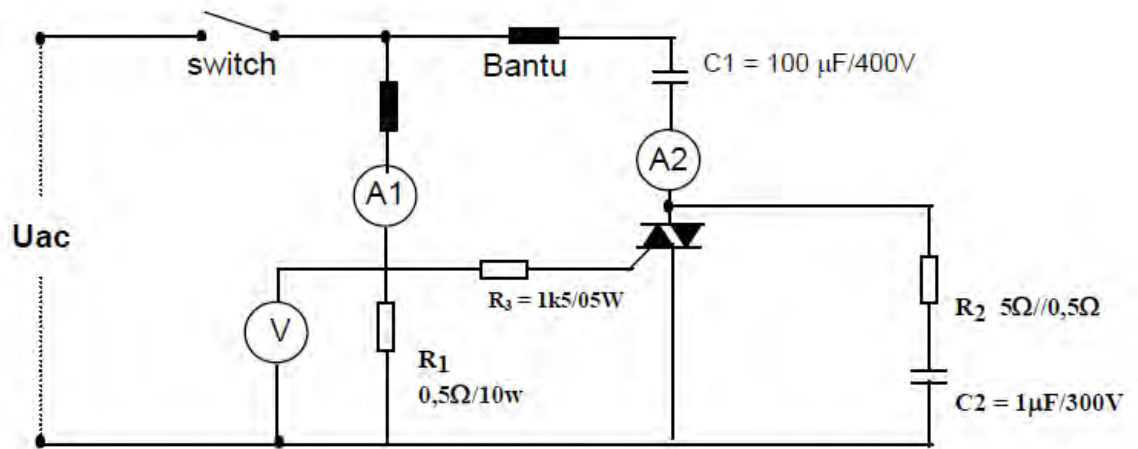 switch
Bantu
C1 = 100 µF/400V
A2
A1
Uac
R₃ = 1k5/05W
V
R₂ 5Ω//0,5Ω
R₁
0,5Ω/10w
C2 = 1µF/300V